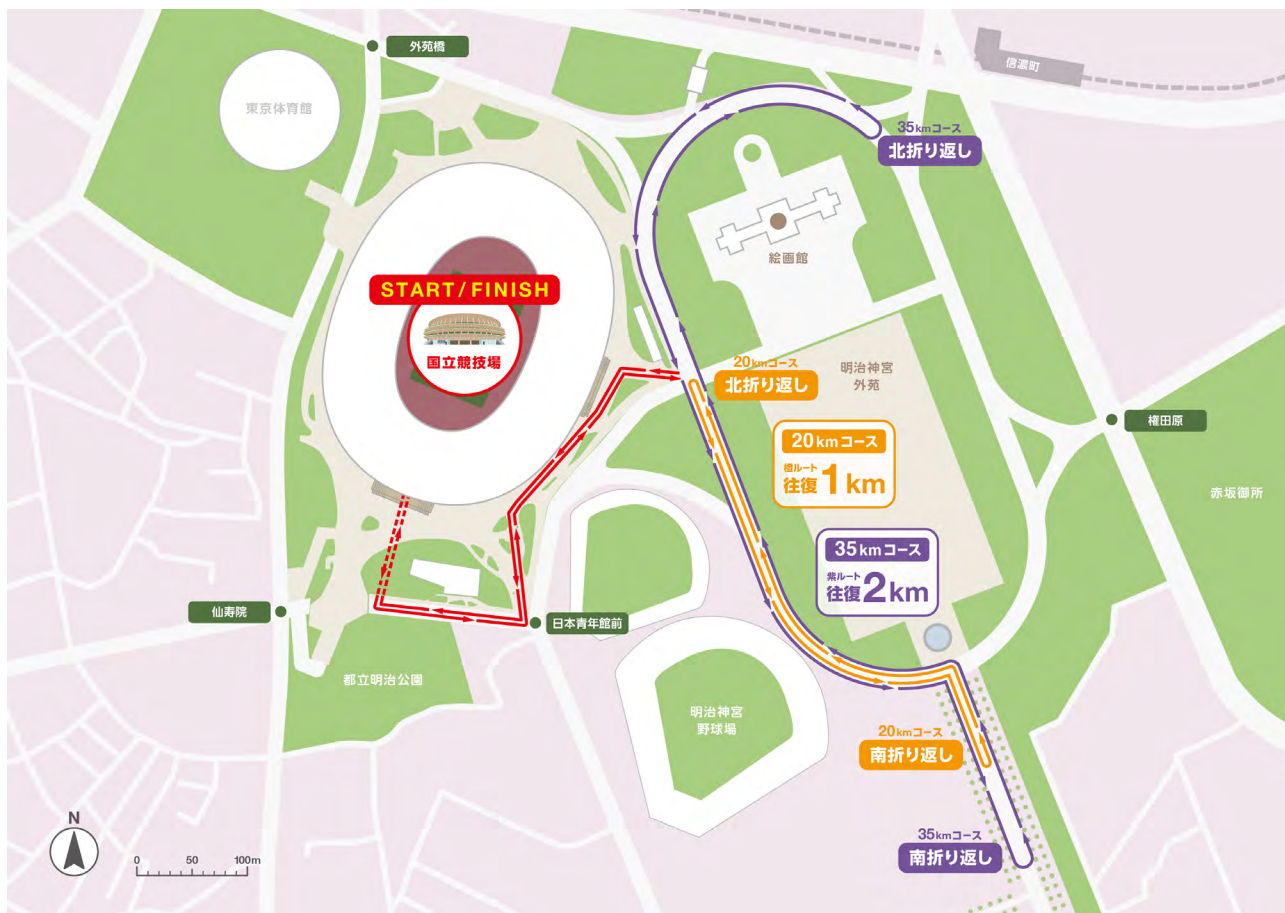 外苑橋
信濃町
東京体育館
35kmコース
北折り返し
絵画館
START/FINISH
国立競技場
20kmコース
北折り返し
明治神宮
外苑
権田原
20kmコース
橙ルート
往復1km
赤坂御所
35kmコース
紫ルート
往復2km
仙寿院
日本青年館前
都立明治公園
明治神宮
野球場
20kmコース
南折り返し
35kmコース
南折り返し
N
0 50 100m